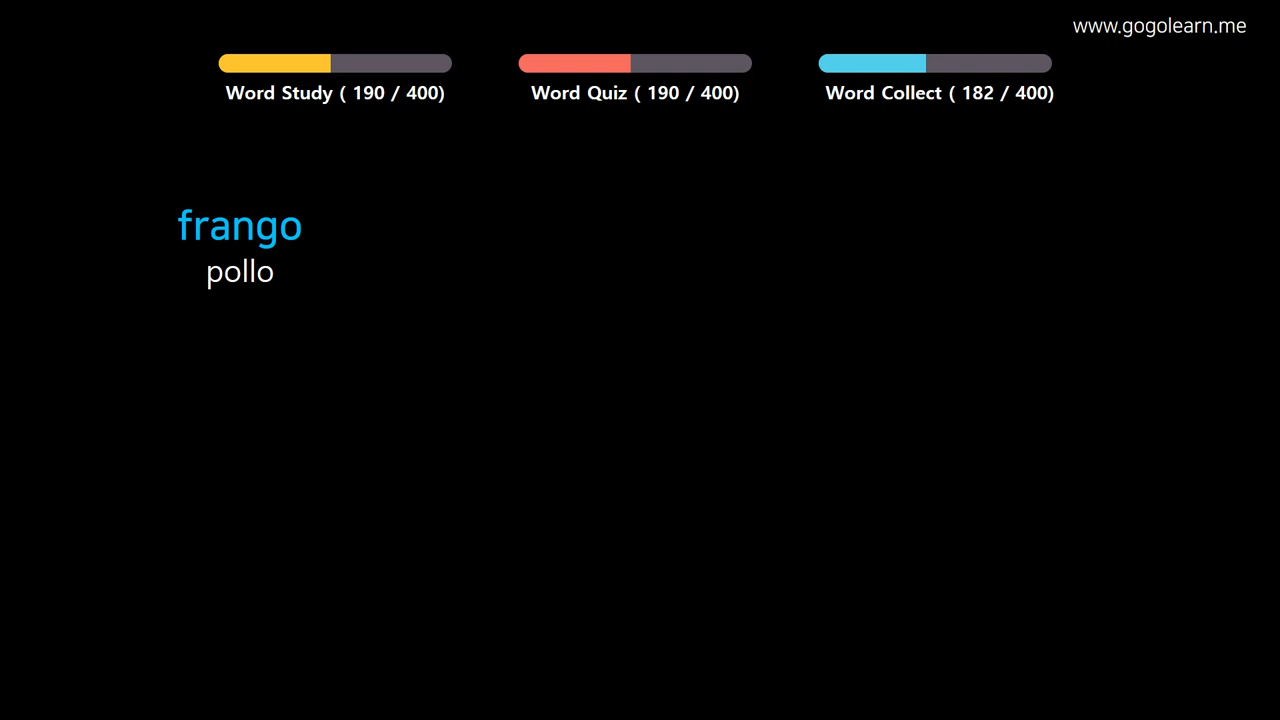 www.gogolearn.me
Word Study ( 190 / 400)
Word Quiz ( 190 / 400)
Word Collect ( 182 / 400)
frango
pollo